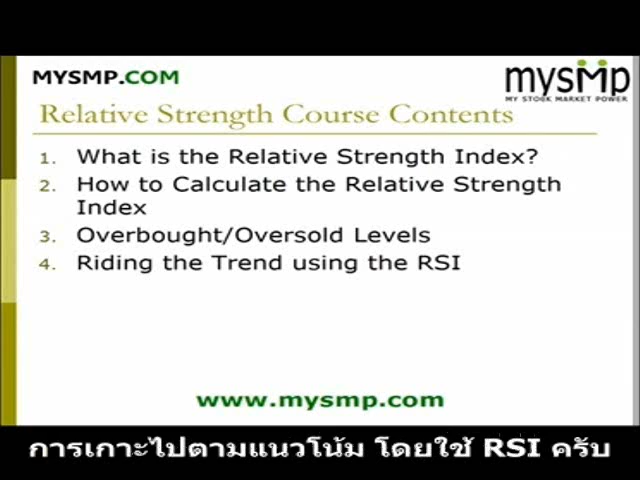 MYSMP.COM
mysmp
MY STOCK MARKET POWER
Relative Strength Course Contents
1. What is the Relative Strength Index?
2. How to Calculate the Relative Strength
Index
3. Overbought/Oversold Levels
4. Riding the Trend using the RSI
www.mysmp.com
การเกาะไปตามแนวโน้ม โดยใช้ RSI ครับ